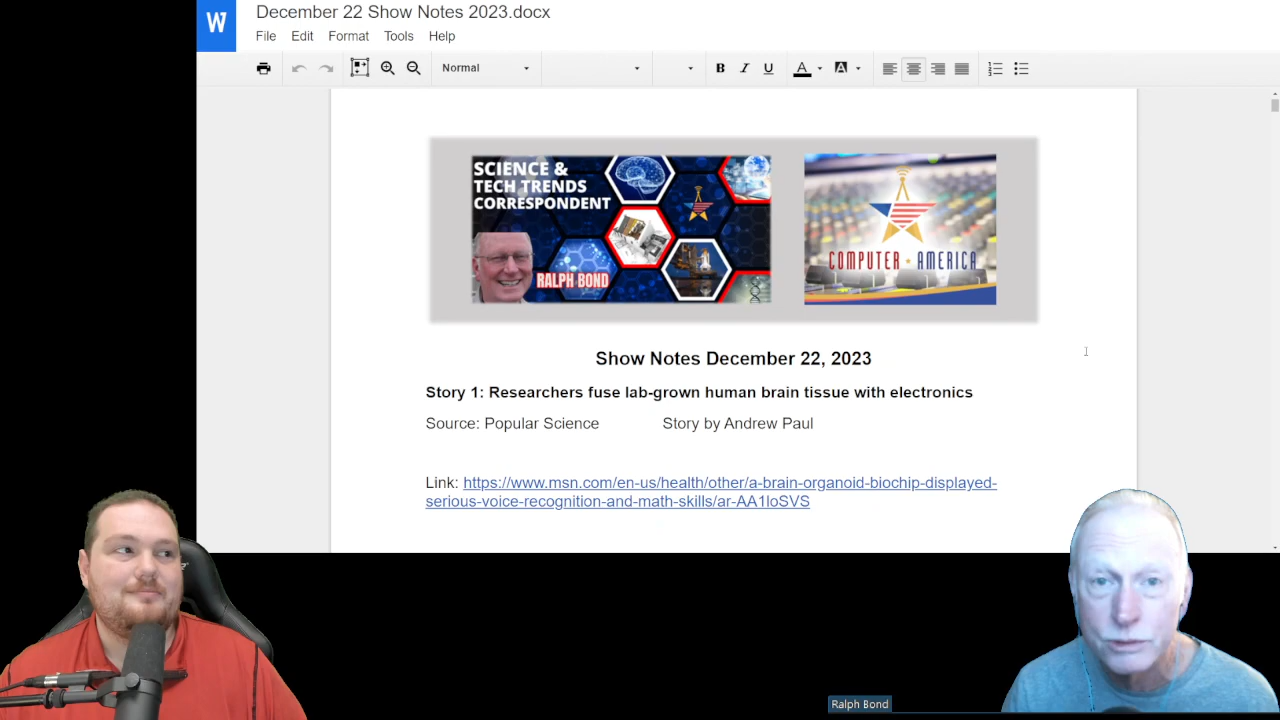 W
December 22 Show Notes 2023.docx
File Edit Format Tools Help
Normal
B I U A A
SCIENCE &
TECH TRENDS
CORRESPONDENT
RALPH BOND
COMPUTER AMERICA
Show Notes December 22, 2023
Story 1: Researchers fuse lab-grown human brain tissue with electronics
Source: Popular Science Story by Andrew Paul
Link: https://www.msn.com/en-us/health/other/a-brain-organoid-biochip-displayed-
serious-voice-recognition-and-math-skills/ar-AA1loSVS
Ralph Bond